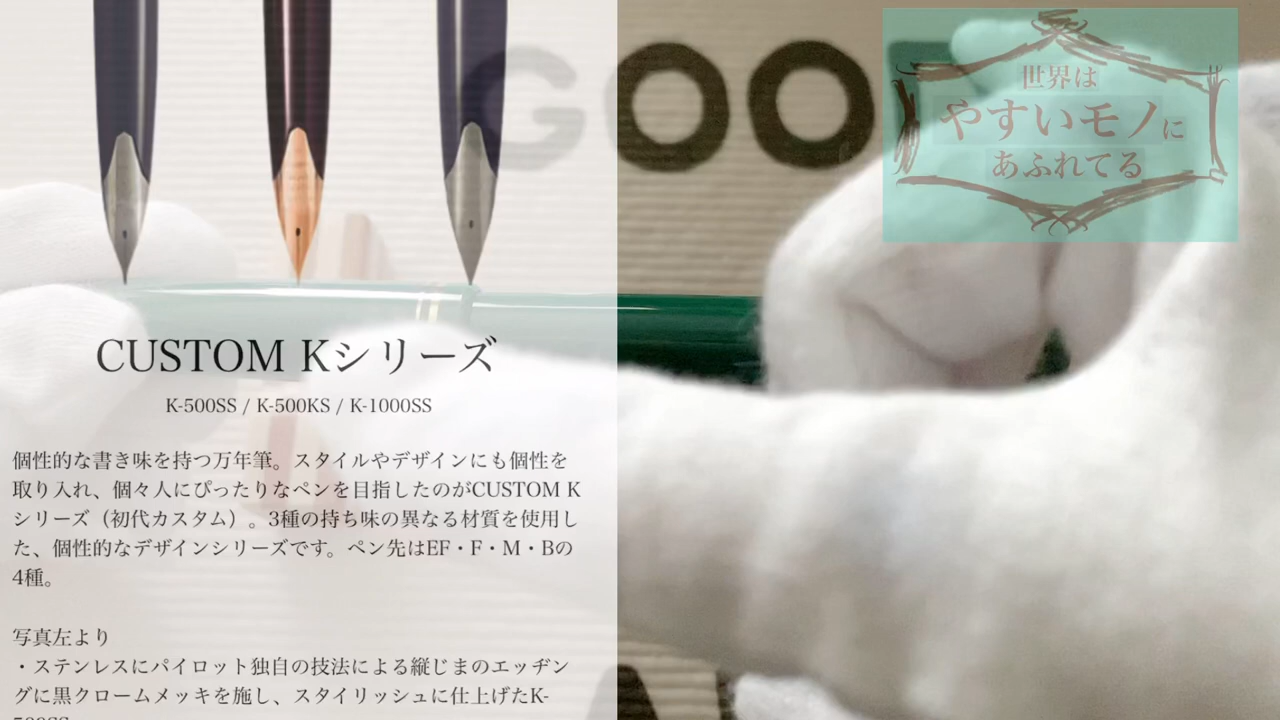 GOO
世界は
やすいモノに
あふれてる
CUSTOM Kシリーズ
K-500SS / K-500KS / K-1000SS
個性的な書き味を持つ万年筆。スタイルやデザインにも個性を
取り入れ、個々人にぴったりなペンを目指したのがCUSTOM K
シリーズ（初代カスタム）。3種の持ち味の異なる材質を使用し
た、個性的なデザインシリーズです。ペン先はEF・F・M・Bの
4種。
写真左より
・ステンレスにパイロット独自の技法による縦じまのエッヂン
グに黒クロームメッキを施し、スタイリッシュに仕上げたK-